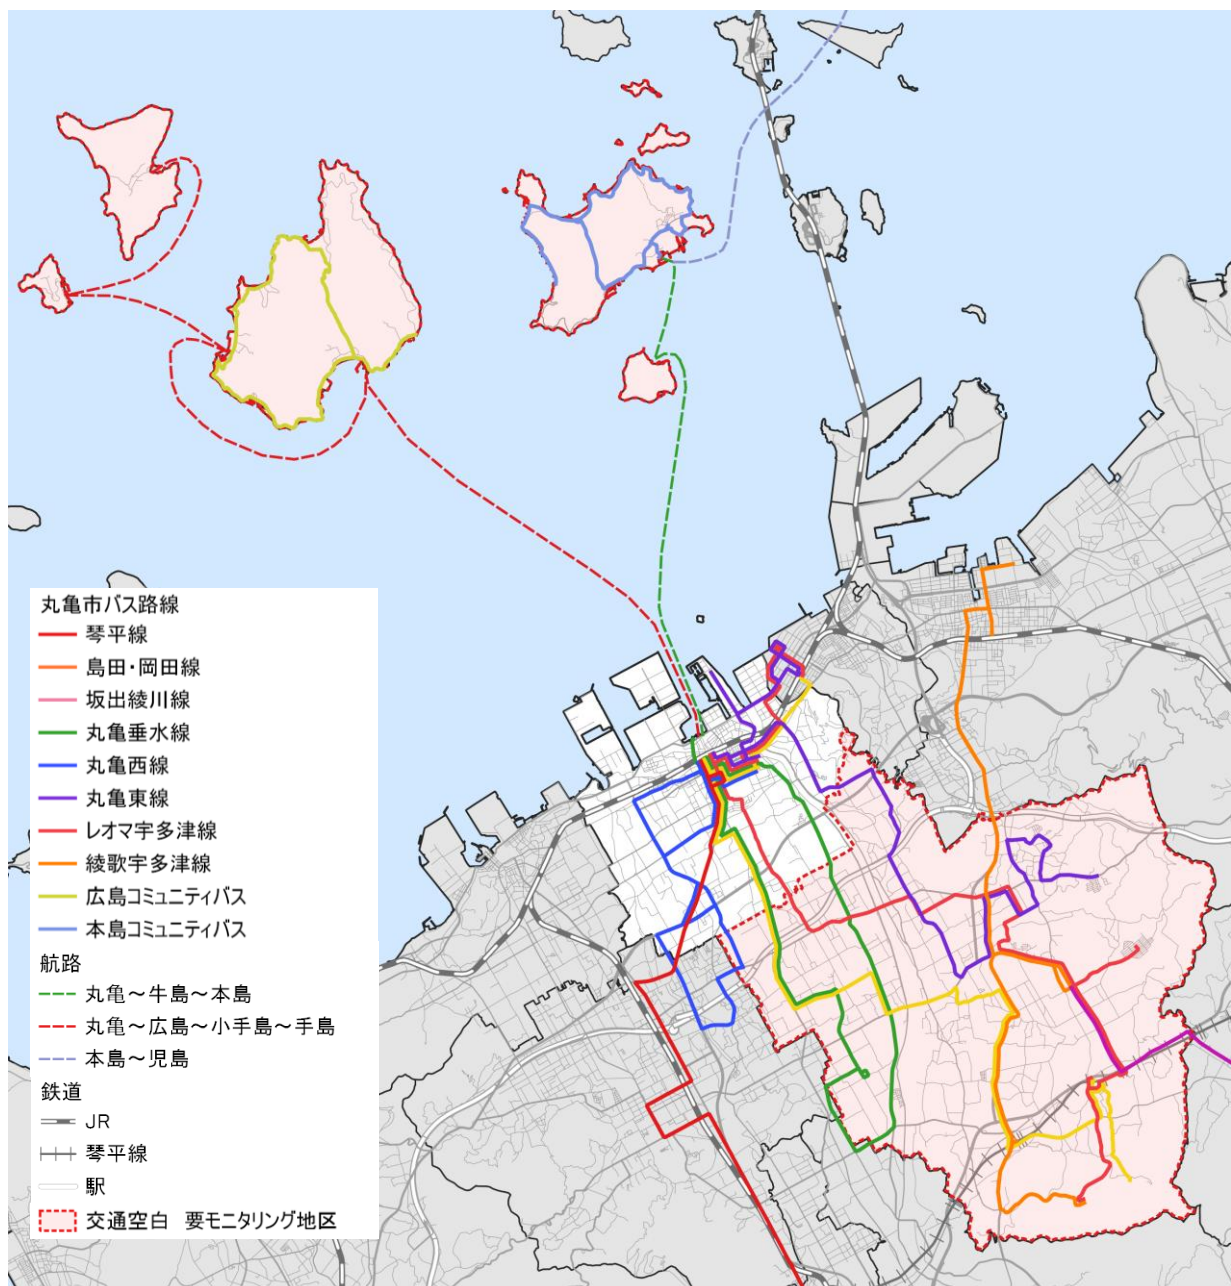 丸亀市バス路線
琴平線
島田・岡田線
坂出綾川線
丸亀垂水線
丸亀西線
丸亀東線
レオマ宇多津線
綾歌宇多津線
広島コミュニティバス
本島コミュニティバス
航路
丸亀～牛島～本島
丸亀～広島～小手島～手島
本島～児島
鉄道
JR
琴平線
駅
交通空白　要モニタリング地区